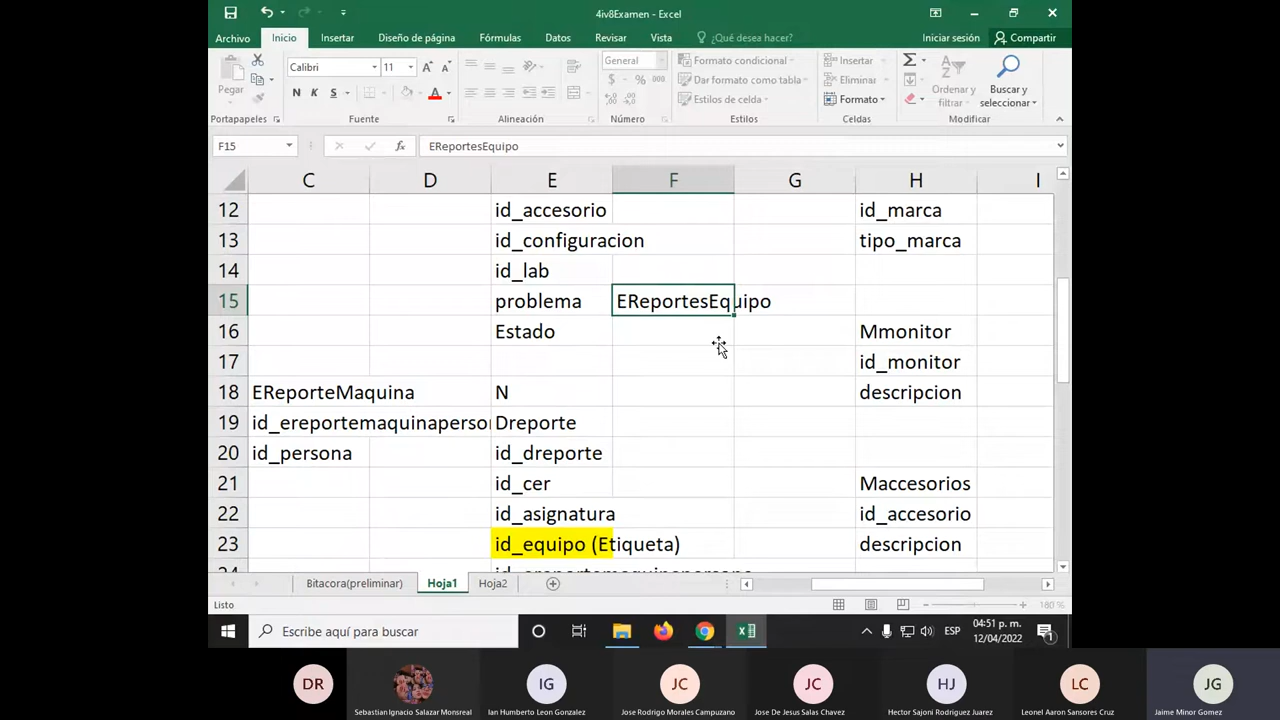 4iv8Examen - Excel
Archivo Inicio Insertar Diseño de página Fórmulas Datos Revisar Vista ¿Qué desea hacer? Iniciar sesión Compartir
Pegar
Calibri 11
N K S
General
$ % 000
Formato condicional
Dar formato como tabla
Estilos de celda
Insertar
Eliminar
Formato
Ordenar y filtrar
Buscar y seleccionar
Portapapeles Fuente Alineación Número Estilos Celdas Modificar
F15 EReportesEquipo
C D E F G H I
12 id_accesorio id_marca
13 id_configuracion tipo_marca
14 id_lab
15 problema EReportesEquipo
16 Estado Mmonitor
17 id_monitor
18 EReporteMaquina N descripcion
19 id_ereportemaquinaperso Dreporte
20 id_persona id_dreporte
21 id_cer Maccesorios
22 id_asignatura id_accesorio
23 id_equipo (Etiqueta) descripcion
Bitacora(preliminar) Hoja1 Hoja2
Listo 180 %
Escribe aquí para buscar ESP 04:51 p. m.
12/04/2022
1
DR IG JC JC HJ LC JG
Sebastian Ignacio Salazar Monsreal Ian Humberto Leon Gonzalez Jose Rodrigo Morales Campuzano Jose De Jesus Salas Chavez Hector Sajoni Rodriguez Juarez Leonel Aaron Sansores Cruz Jaime Minor Gomez